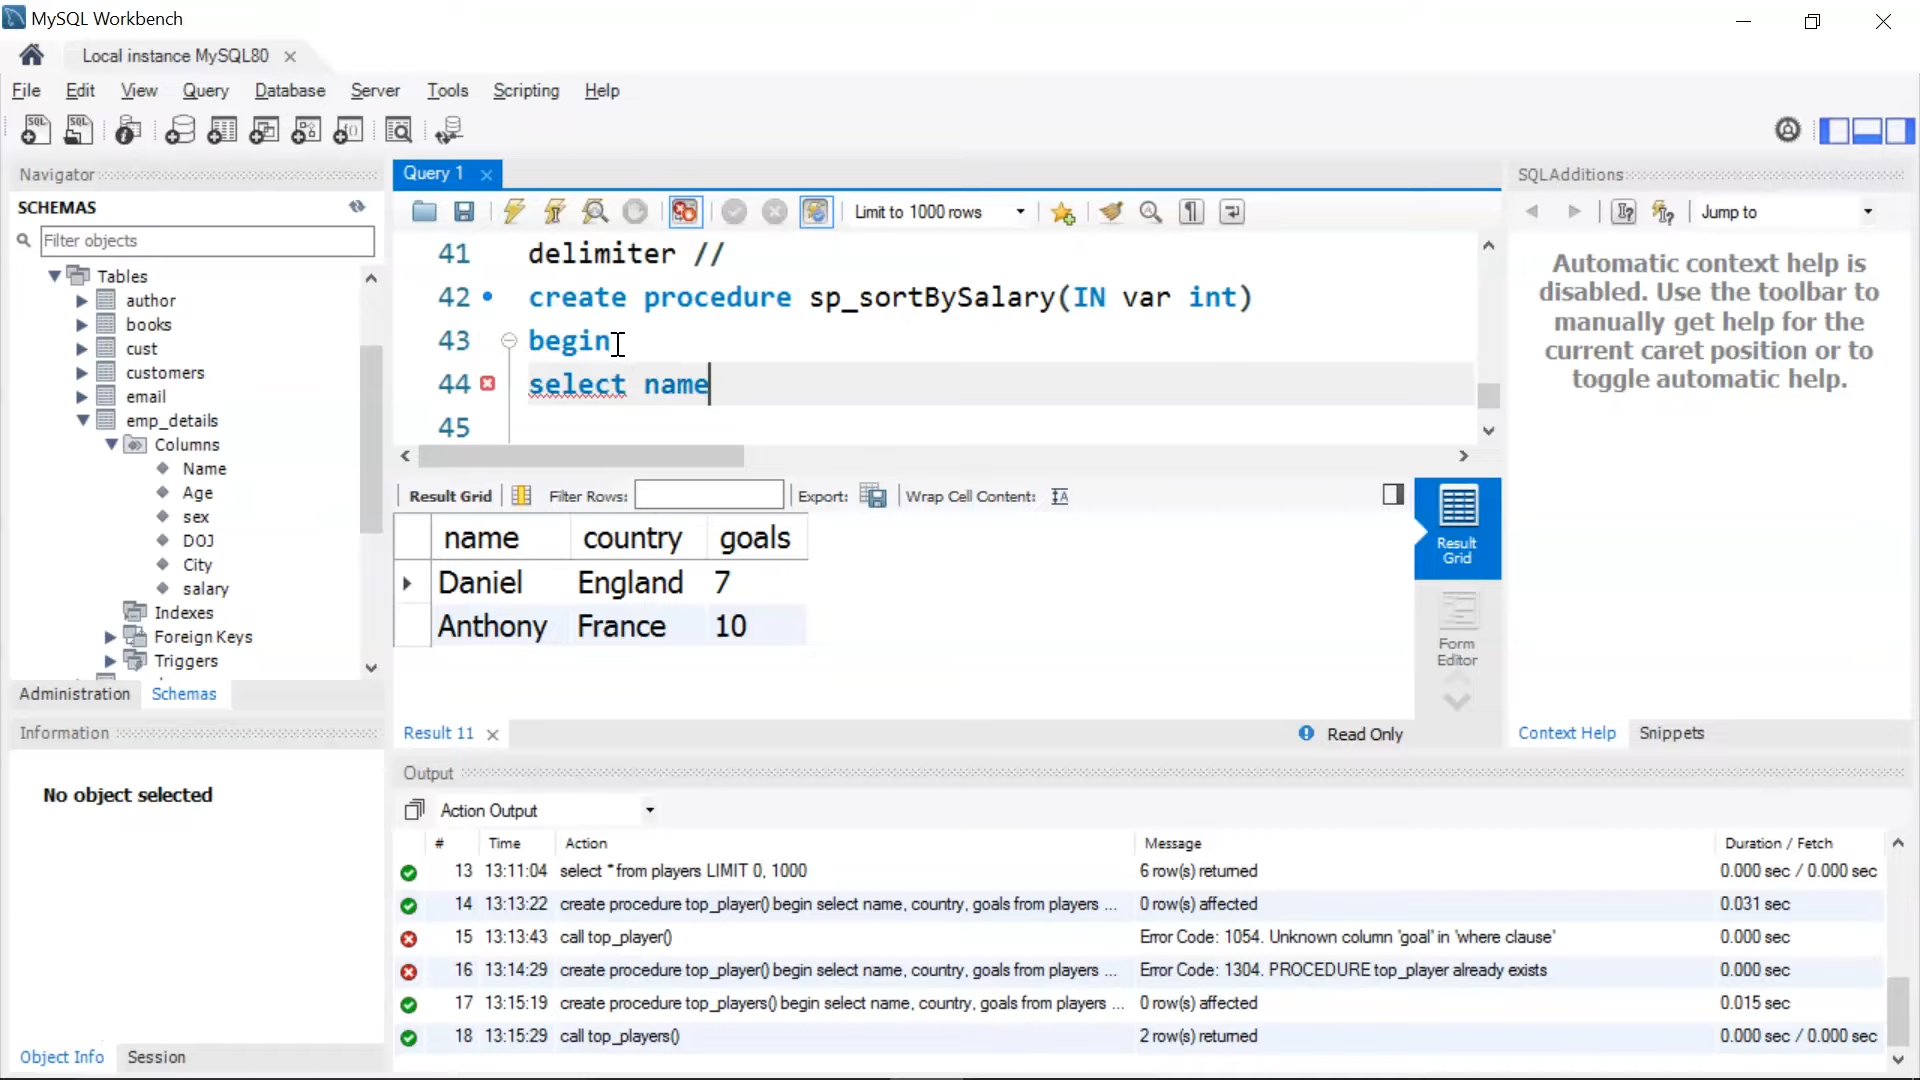 MySQL Workbench
Local instance MySQL80
File Edit View Query Database Server Tools Scripting Help
Navigator
SCHEMAS
Filter objects
Tables
author
books
cust
customers
email
emp_details
Columns
Name
Age
sex
DOJ
City
salary
Indexes
Foreign Keys
Triggers
Administration Schemas
Information
No object selected
Object Info Session
Query 1
Limit to 1000 rows
41 delimiter //
42 create procedure sp_sortBySalary(IN var int)
43 begin
44 select name
45
Result Grid Filter Rows: Export: Wrap Cell Content:
name country goals
Daniel England 7
Anthony France 10
Result Grid
Form Editor
Result 11 Read Only
SQLAdditions
Jump to
Automatic context help is
disabled. Use the toolbar to
manually get help for the
current caret position or to
toggle automatic help.
Context Help Snippets
Output
Action Output
# Time Action Message Duration / Fetch
13 13:11:04 select * from players LIMIT 0, 1000 6 row(s) returned 0.000 sec / 0.000 sec
14 13:13:22 create procedure top_player() begin select name, country, goals from players ... 0 row(s) affected 0.031 sec
15 13:13:43 call top_player() Error Code: 1054. Unknown column 'goal' in 'where clause' 0.000 sec
16 13:14:29 create procedure top_player() begin select name, country, goals from players ... Error Code: 1304. PROCEDURE top_player already exists 0.000 sec
17 13:15:19 create procedure top_players() begin select name, country, goals from players ... 0 row(s) affected 0.015 sec
18 13:15:29 call top_players() 2 row(s) returned 0.000 sec / 0.000 sec